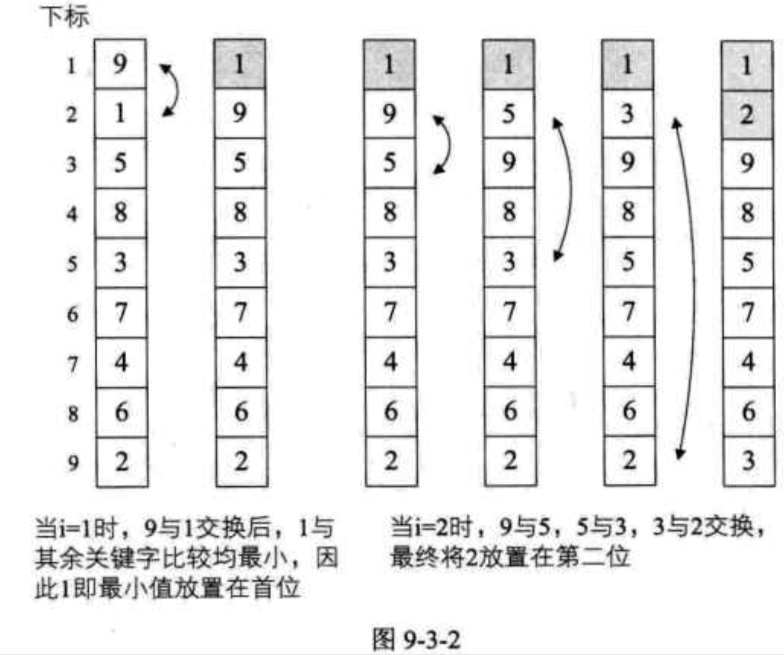 下标
1 9 1 1 1 1 1
2 1 9 9 5 3 2
3 5 5 5 9 9 9
4 8 8 8 8 8 8
5 3 3 3 3 5 5
6 7 7 7 7 7 7
7 4 4 4 4 4 4
8 6 6 6 6 6 6
9 2 2 2 2 2 3
当i=1时，9与1交换后，1与
其余关键字比较均最小，因
此1即最小值放置在首位
当i=2时，9与5，5与3，3与2交换，
最终将2放置在第二位
图 9-3-2